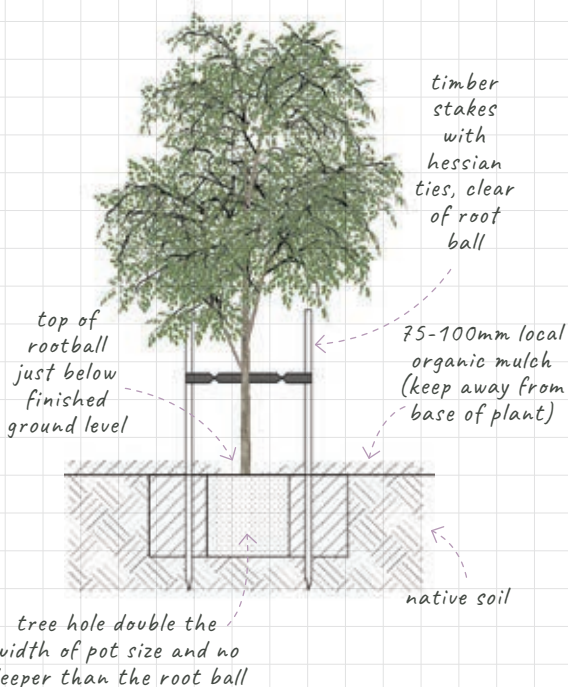 timber
stakes
with
hessian
ties, clear
of root
ball
top of
rootball
just below
finished
ground level
75-100mm local
organic mulch
(keep away from
base of plant)
native soil
tree hole double the
width of pot size and no
deeper than the root ball